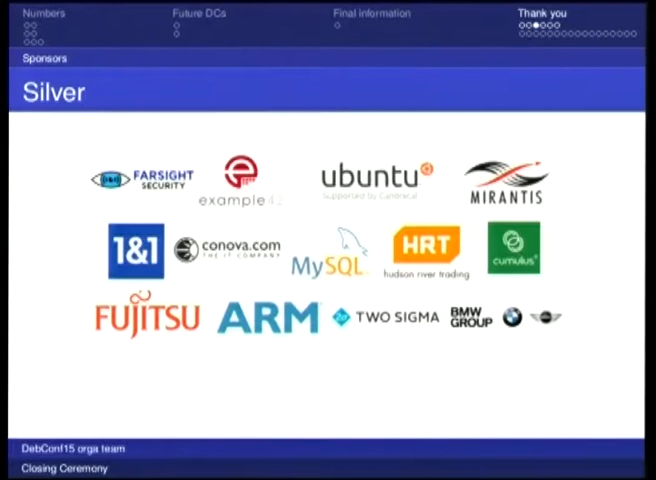 Numbers
Future DCs
Final information
Thank you
Sponsors
Silver
FARSIGHT
SECURITY
example42
ubuntu
supported by Canonical
MIRANTIS
1&1
conova.com
THE IT COMPANY
MySQL
HRT
hudson river trading
cumulus
FUJITSU
ARM
2σ TWO SIGMA
BMW
GROUP
DebConf15 orga team
Closing Ceremony